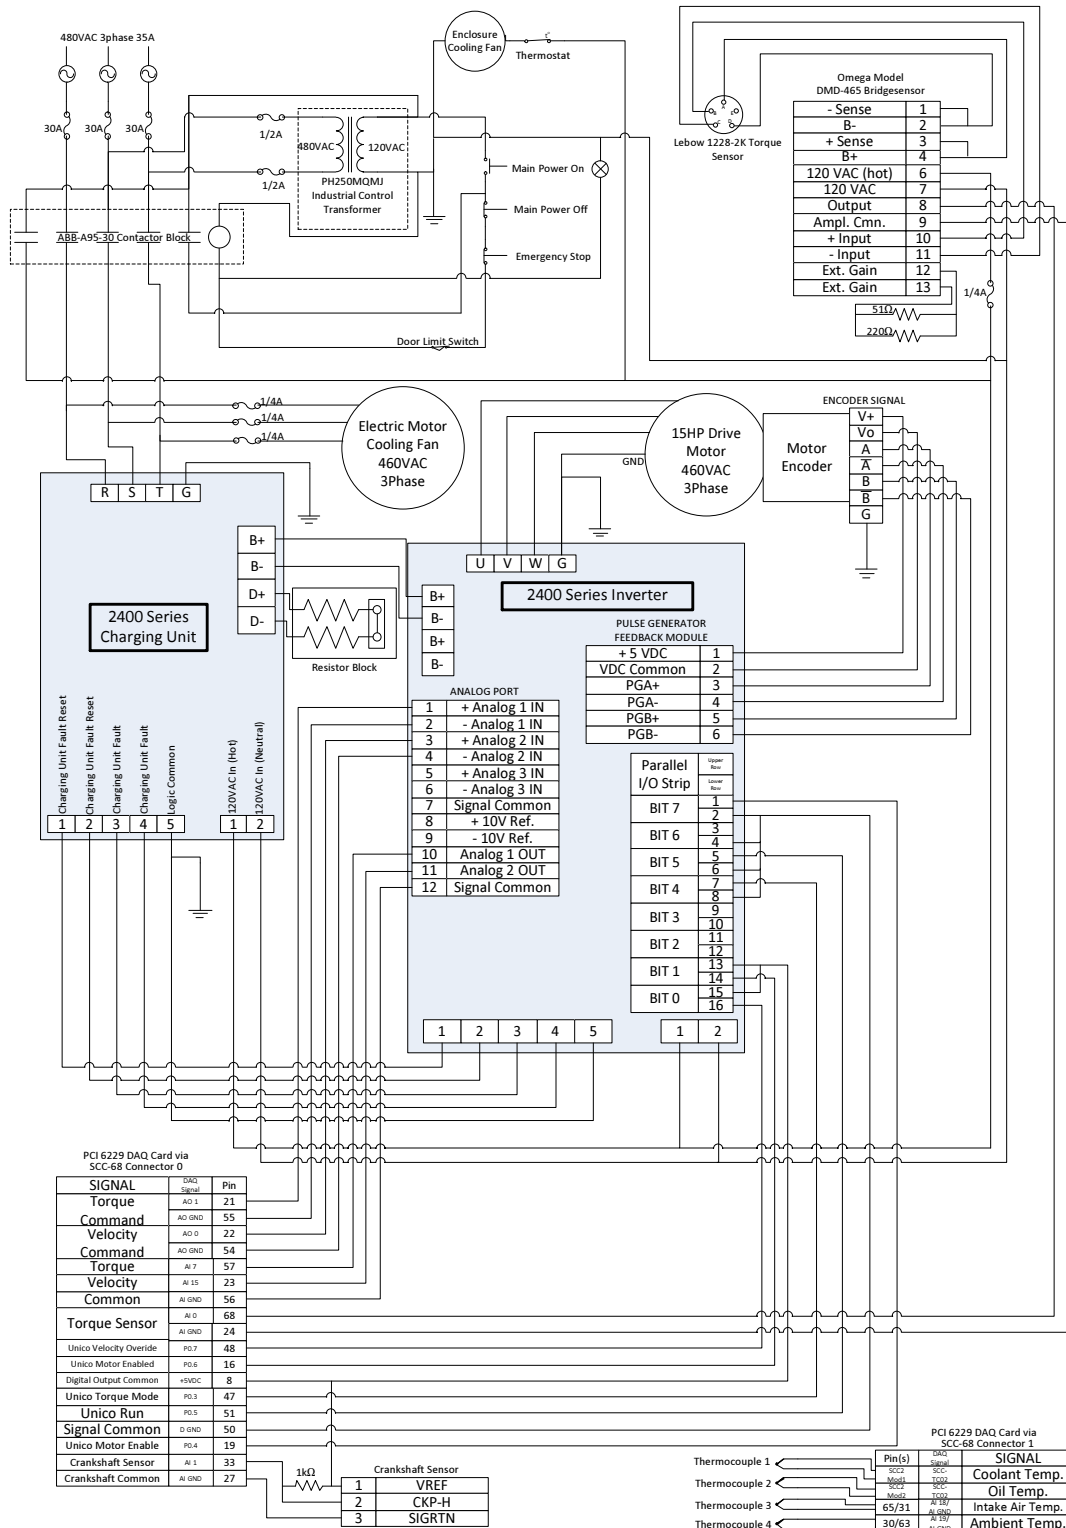 480VAC 3phase 35A
30A
30A
30A
1/2A
1/2A
480VAC
120VAC
PH250MQMJ
Industrial Control
Transformer
ABB-A95-30 Contactor Block
Enclosure
Cooling Fan
Thermostat
Main Power On
Main Power Off
Emergency Stop
Door Limit Switch
Lebow 1228-2K Torque
Sensor
A
B
C
D
E
Omega Model
DMD-465 Bridgesensor
- Sense 1
B- 2
+ Sense 3
B+ 4
120 VAC (hot) 6
120 VAC 7
Output 8
Ampl. Cmn. 9
+ Input 10
- Input 11
Ext. Gain 12
Ext. Gain 13
1/4A
51Ω
220Ω
1/4A
1/4A
1/4A
Electric Motor
Cooling Fan
460VAC
3Phase
GND
15HP Drive
Motor
460VAC
3Phase
Motor
Encoder
ENCODER SIGNAL
V+
Vo
A
A̅
B
B̅
G
R S T G
B+
B-
D+
D-
2400 Series
Charging Unit
Resistor Block
Charging Unit Fault Reset
Charging Unit Fault Reset
Charging Unit Fault
Charging Unit Fault
Logic Common
120VAC In (Hot)
120VAC In (Neutral)
1 2 3 4 5
1 2
U V W G
2400 Series Inverter
B+
B-
B+
B-
PULSE GENERATOR
FEEDBACK MODULE
+ 5 VDC 1
VDC Common 2
PGA+ 3
PGA- 4
PGB+ 5
PGB- 6
ANALOG PORT
1 + Analog 1 IN
2 - Analog 1 IN
3 + Analog 2 IN
4 - Analog 2 IN
5 + Analog 3 IN
6 - Analog 3 IN
7 Signal Common
8 + 10V Ref.
9 - 10V Ref.
10 Analog 1 OUT
11 Analog 2 OUT
12 Signal Common
Parallel
I/O Strip
Upper
Row
Lower
Row
BIT 7 1 2
BIT 6 3 4
BIT 5 5 6
BIT 4 7 8
BIT 3 9 10
BIT 2 11 12
BIT 1 13 14
BIT 0 15 16
1 2 3 4 5
1 2
PCI 6229 DAQ Card via
SCC-68 Connector 0
SIGNAL DAQ Signal Pin
Torque AO 1 21
Command AO GND 55
Velocity AO 0 22
Command AO GND 54
Torque AI 7 57
Velocity AI 15 23
Common AI GND 56
Torque Sensor AI 0 68
AI GND 24
Unico Velocity Overide P0.7 48
Unico Motor Enabled P0.6 16
Digital Output Common +5VDC 8
Unico Torque Mode P0.3 47
Unico Run P0.5 51
Signal Common D GND 50
Unico Motor Enable P0.4 19
Crankshaft Sensor AI 1 33
Crankshaft Common AI GND 27
1kΩ
Crankshaft Sensor
1 VREF
2 CKP-H
3 SIGRTN
Thermocouple 1
Thermocouple 2
Thermocouple 3
Thermocouple 4
PCI 6229 DAQ Card via
SCC-68 Connector 1
Pin(s) DAQ Signal SIGNAL
SCC2 Mod1 SCC-TC02 Coolant Temp.
SCC2 Mod2 SCC-TC02 Oil Temp.
65/31 AI 18/ AI GND Intake Air Temp.
30/63 AI 19/ Ambient Temp.